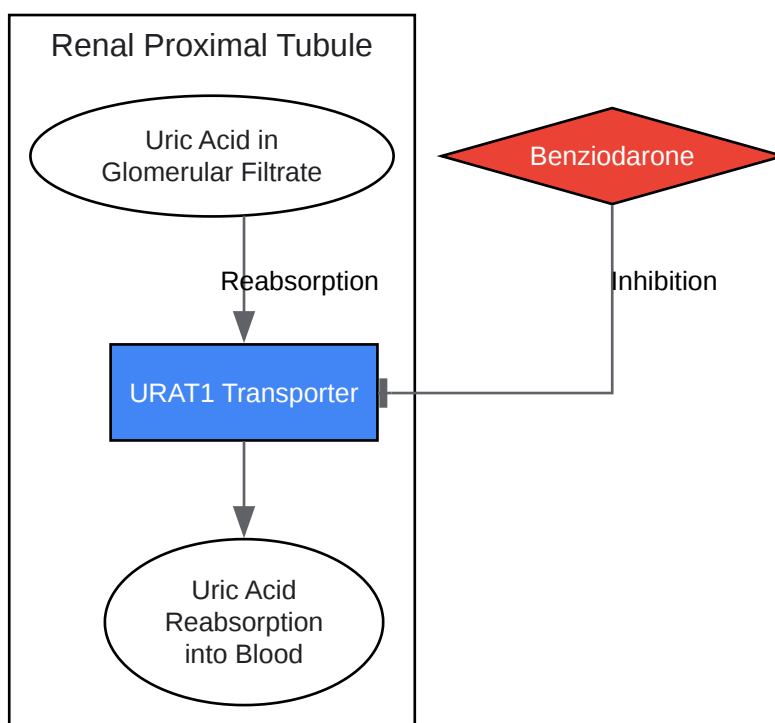 Renal Proximal Tubule
Uric Acid in
Glomerular Filtrate
Benziodarone
Reabsorption
Inhibition
URAT1 Transporter
Uric Acid
Reabsorption
into Blood